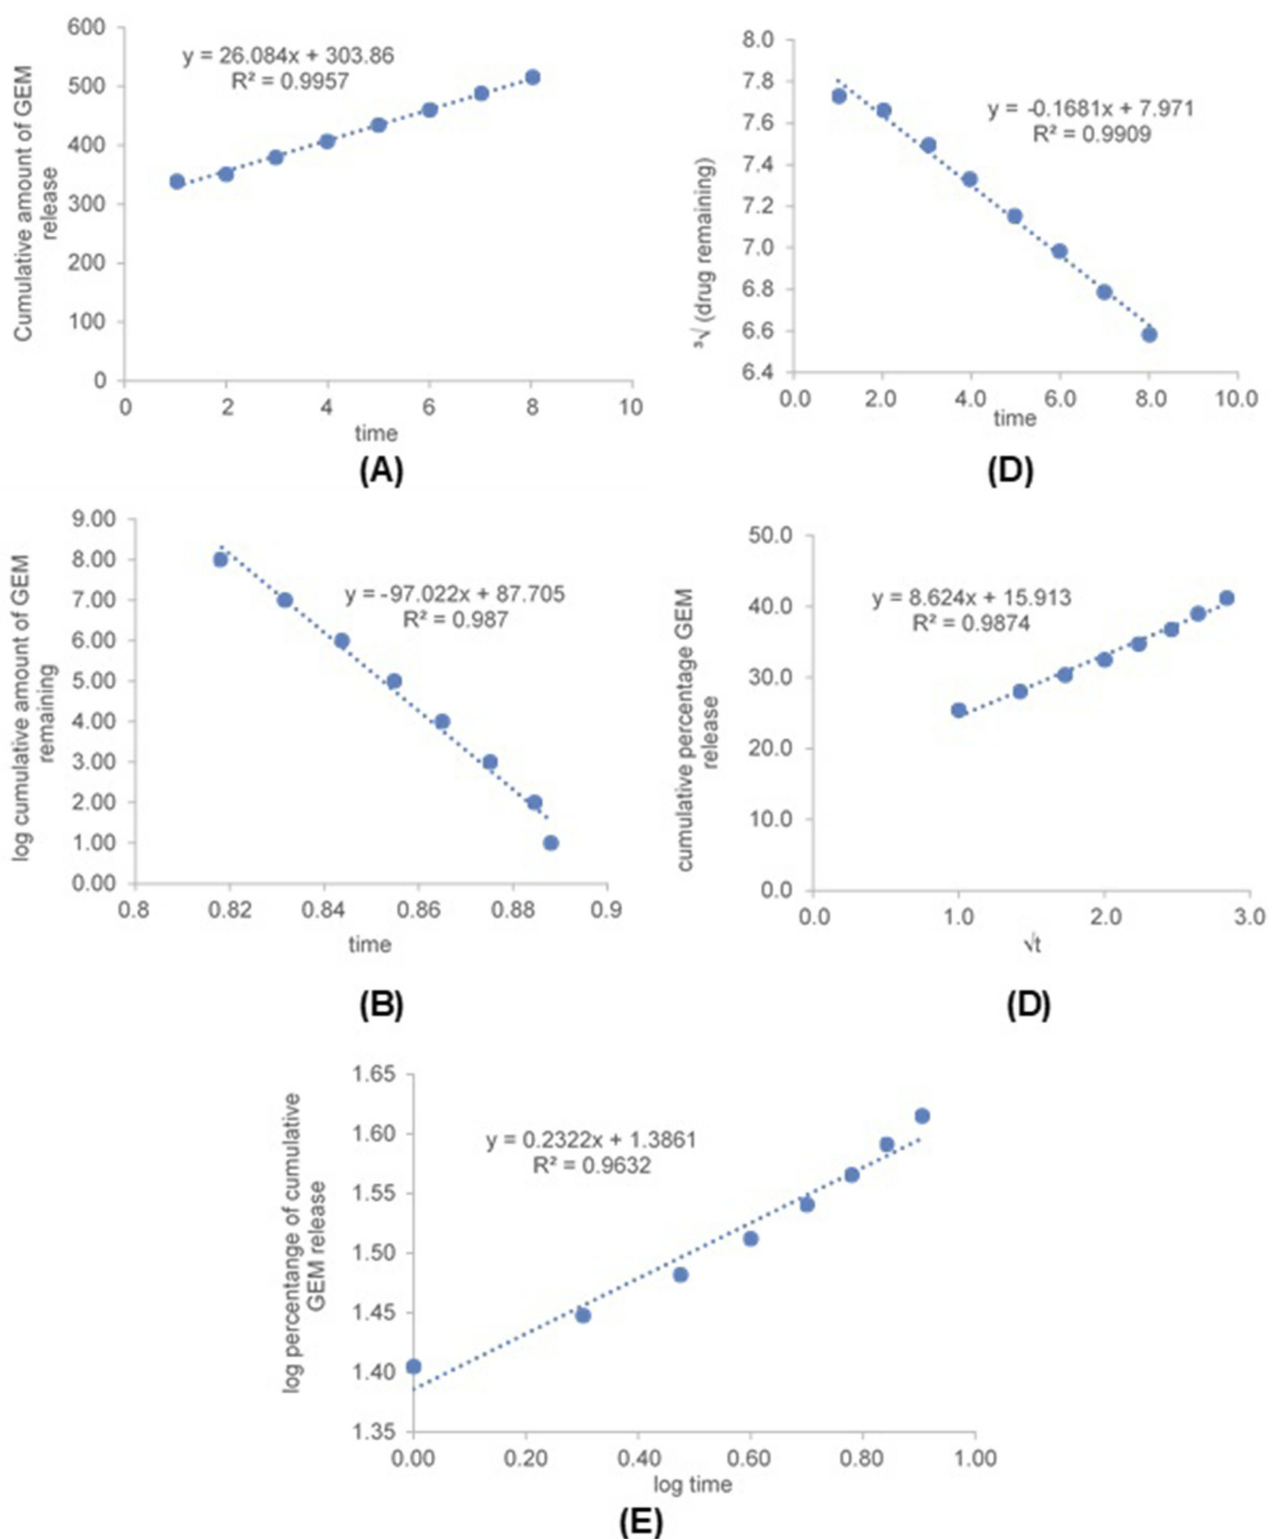 600
500
400
300
200
100
0
Cumulative amount of GEM
release
y = 26.084x + 303.86
R² = 0.9957
0 2 4 6 8 10
time
(A)
8.0
7.8
7.6
7.4
7.2
7.0
6.8
6.6
6.4
³√ (drug remaining)
y = -0.1681x + 7.971
R² = 0.9909
0.0 2.0 4.0 6.0 8.0 10.0
time
(D)
9.00
8.00
7.00
6.00
5.00
4.00
3.00
2.00
1.00
0.00
log cumulative amount of GEM
remaining
y = -97.022x + 87.705
R² = 0.987
0.8 0.82 0.84 0.86 0.88 0.9
time
(B)
50.0
40.0
30.0
20.0
10.0
0.0
cumulative percentage GEM
release
y = 8.624x + 15.913
R² = 0.9874
0.0 1.0 2.0 3.0
√t
(D)
1.65
1.60
1.55
1.50
1.45
1.40
1.35
log percentange of cumulative
GEM release
y = 0.2322x + 1.3861
R² = 0.9632
0.00 0.20 0.40 0.60 0.80 1.00
log time
(E)